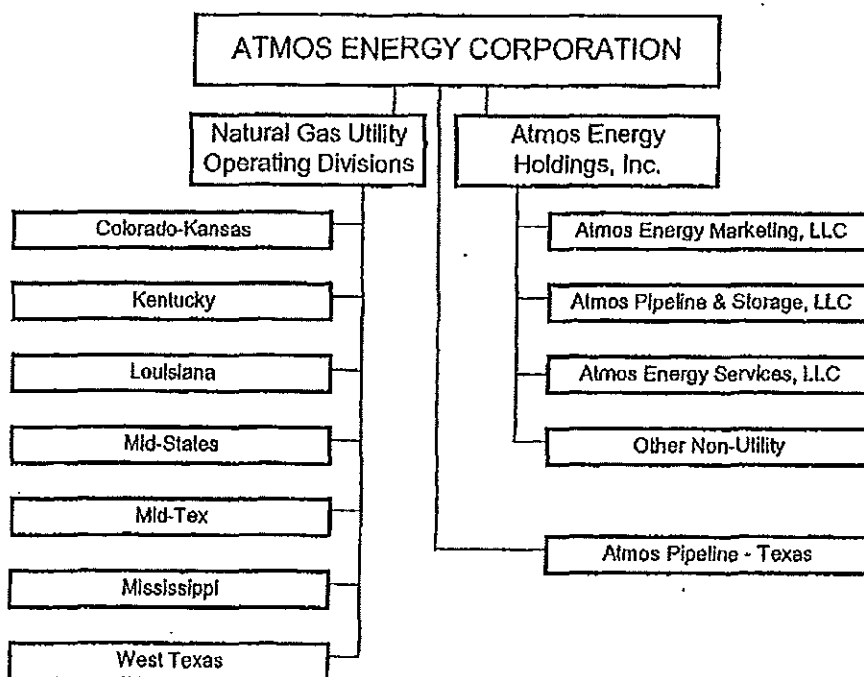 ATMOS ENERGY CORPORATION
Natural Gas Utility
Operating Divisions
Atmos Energy
Holdings, Inc.
Colorado-Kansas
Kentucky
Louisiana
Mid-States
Mid-Tex
Mississippi
West Texas
Atmos Energy Marketing, LLC
Atmos Pipeline & Storage, LLC
Atmos Energy Services, LLC
Other Non-Utility
Atmos Pipeline - Texas